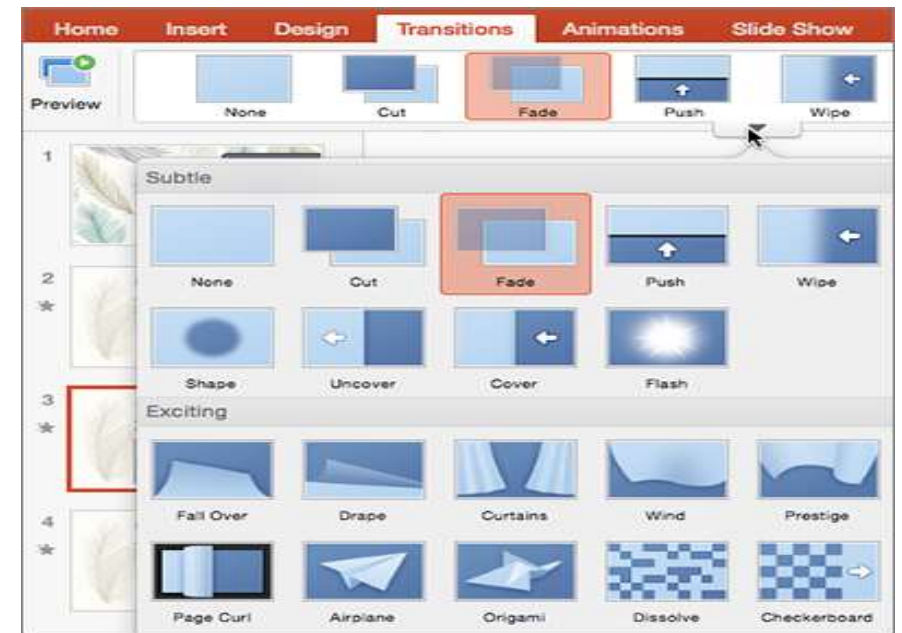 Home Insert Design Transitions Animations Slide Show
Preview
None Cut Fade Push Wipe
1
Subtle
None Cut Fade Push Wipe
2
Shape Uncover Cover Flash
3
Exciting
Fall Over Drape Curtains Wind Prestige
4
Page Curl Airplane Origami Dissolve Checkerboard